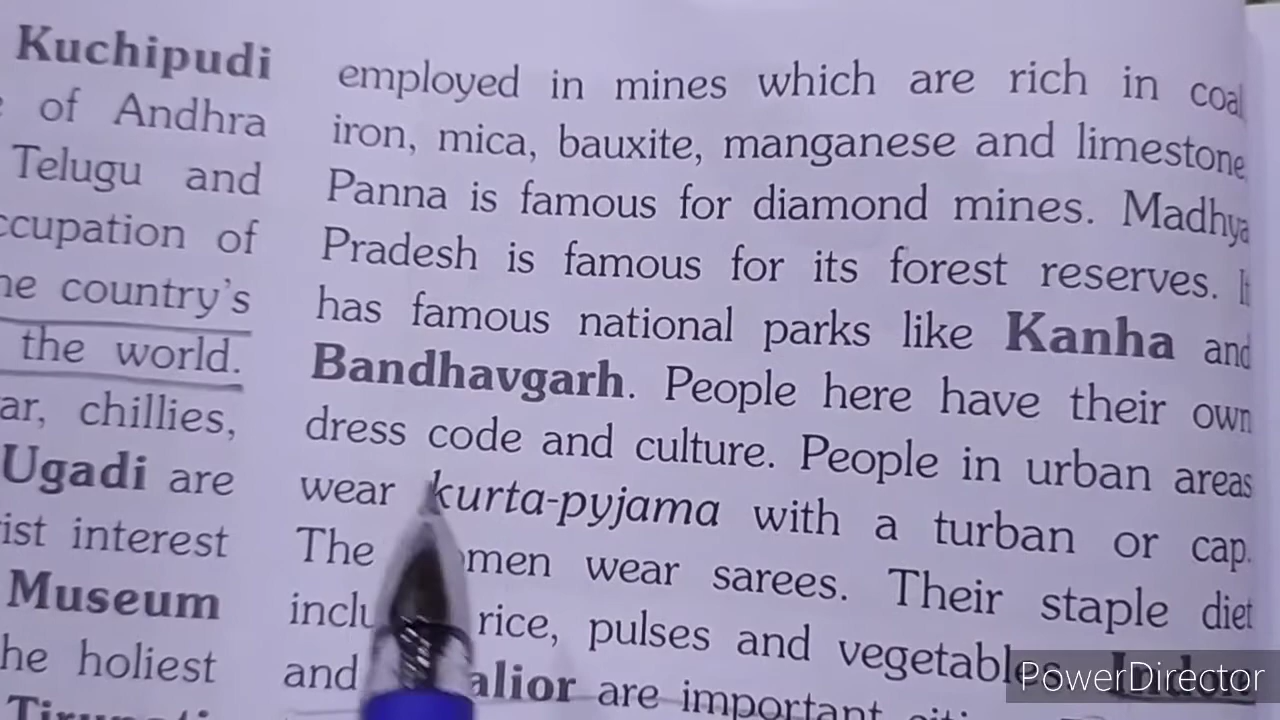 Kuchipudi
of Andhra
Telugu and
ccupation of
he country's
the world.
ar, chillies,
Ugadi are
ist interest
Museum
he holiest
Tirupati
employed in mines which are rich in coal
iron, mica, bauxite, manganese and limestone
Panna is famous for diamond mines. Madhya
Pradesh is famous for its forest reserves. It
has famous national parks like Kanha and
Bandhavgarh. People here have their own
dress code and culture. People in urban areas
wear kurta-pyjama with a turban or cap.
The omen wear sarees. Their staple diet
inclu rice, pulses and vegetables. Indor
and alior are important
PowerDirector